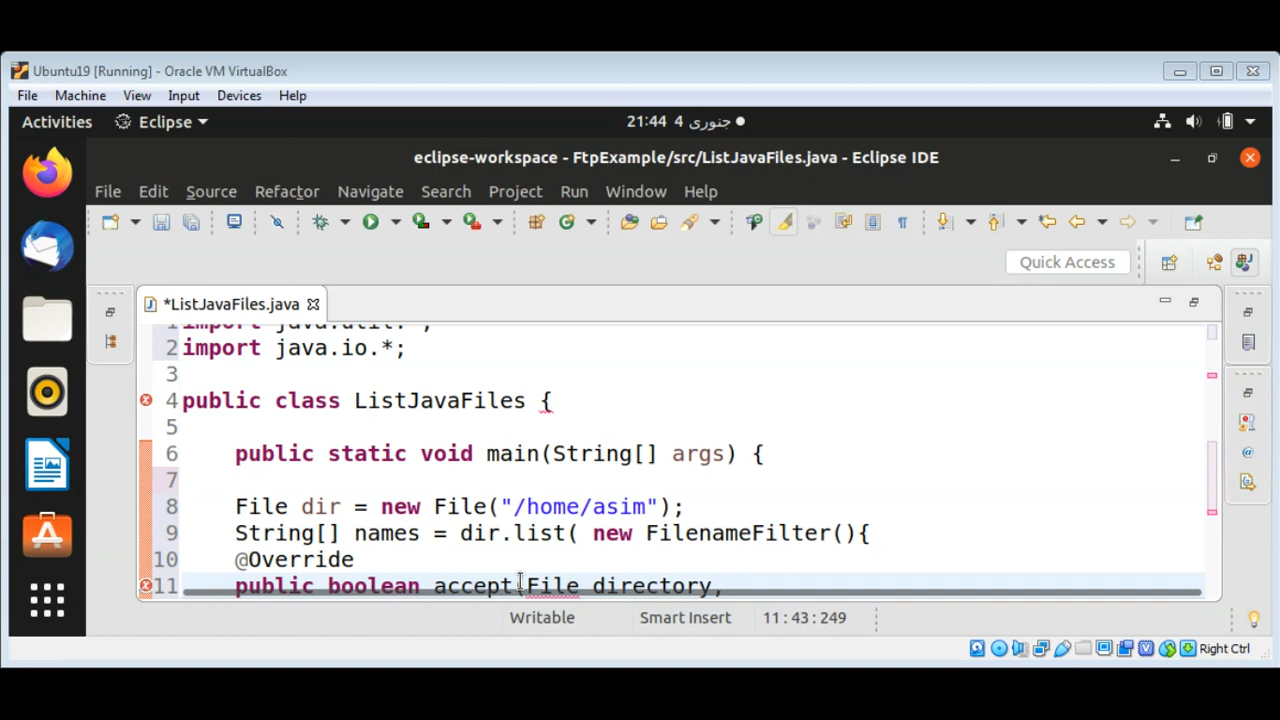 Ubuntu19 [Running] - Oracle VM VirtualBox
File Machine View Input Devices Help
Activities Eclipse 21:44 4 جنوری
eclipse-workspace - FtpExample/src/ListJavaFiles.java - Eclipse IDE
File Edit Source Refactor Navigate Search Project Run Window Help
Quick Access
*ListJavaFiles.java
1 import java.util.*;
2 import java.io.*;
3
4 public class ListJavaFiles {
5
6 public static void main(String[] args) {
7
8 File dir = new File("/home/asim");
9 String[] names = dir.list( new FilenameFilter(){
10 @Override
11 public boolean accept(File directory,
Writable Smart Insert 11 : 43 : 249
Right Ctrl